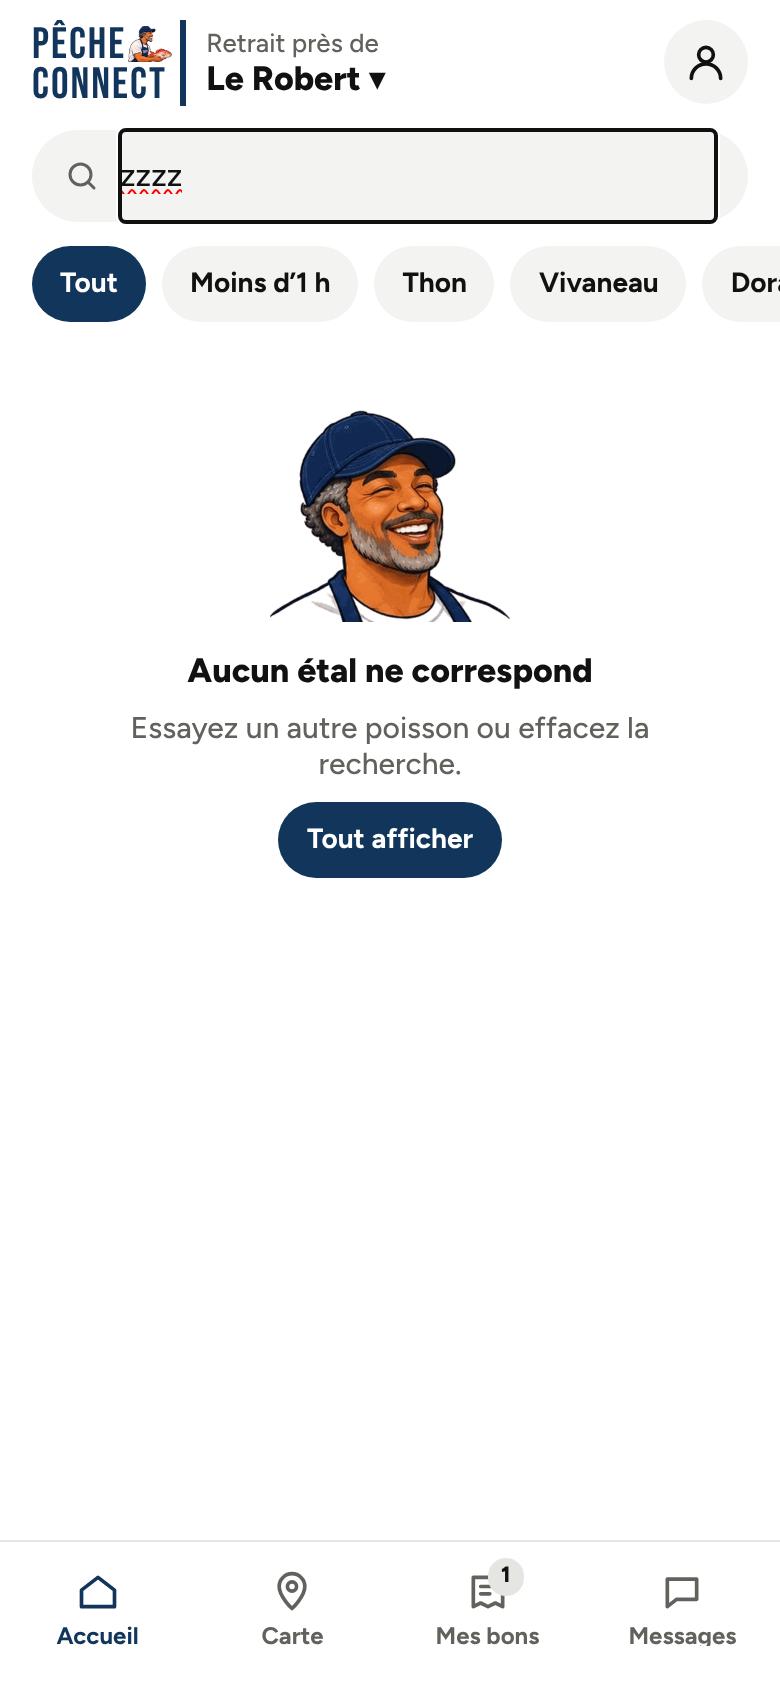 PÊCHE
CONNECT
Retrait près de
Le Robert ▾
zzzz
Tout
Moins d’1 h
Thon
Vivaneau
Dora
Aucun étal ne correspond
Essayez un autre poisson ou effacez la
recherche.
Tout afficher
1
Accueil
Carte
Mes bons
Messages